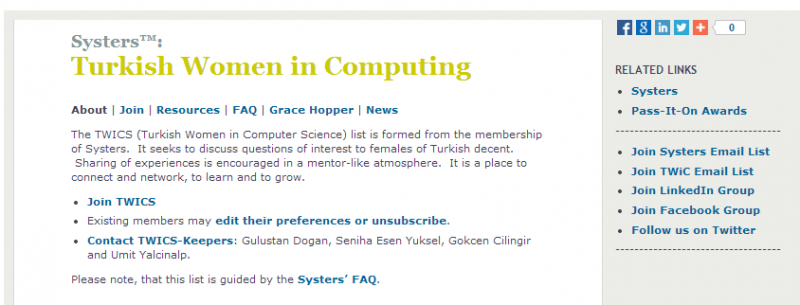 Systers™:
Turkish Women in Computing
About | Join | Resources | FAQ | Grace Hopper | News
The TWICS (Turkish Women in Computer Science) list is formed from the membership
of Systers.  It seeks to discuss questions of interest to females of Turkish decent.
Sharing of experiences is encouraged in a mentor-like atmosphere.  It is a place to
connect and network, to learn and to grow.
• Join TWICS
• Existing members may edit their preferences or unsubscribe.
• Contact TWICS-Keepers: Gulustan Dogan, Seniha Esen Yuksel, Gokcen Cilingir
and Umit Yalcinalp.
Please note, that this list is guided by the Systers’ FAQ.
f g in + 0
RELATED LINKS
• Systers
• Pass-It-On Awards
• Join Systers Email List
• Join TWiC Email List
• Join LinkedIn Group
• Join Facebook Group
• Follow us on Twitter